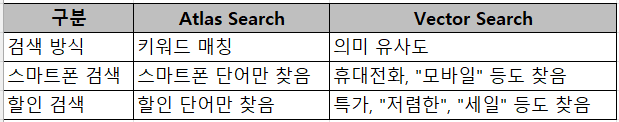 구분 Atlas Search Vector Search
검색 방식 키워드 매칭 의미 유사도
스마트폰 검색 스마트폰 단어만 찾음 휴대전화, "모바일" 등도 찾음
할인 검색 할인 단어만 찾음 특가, "저렴한", "세일" 등도 찾음